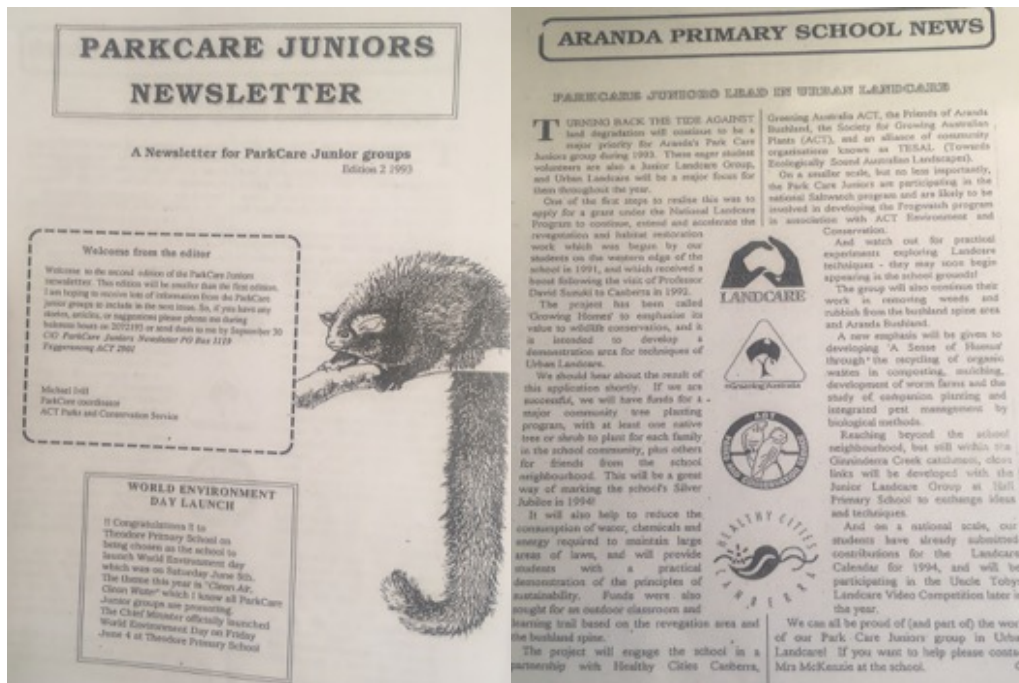 PARKCARE JUNIORS
NEWSLETTER
A Newsletter for ParkCare Junior groups
Edition 2 1993
Welcome from the editor
Welcome to the second edition of the ParkCare Juniors
newsletter. This edition will be smaller than the first edition.
I am hoping to receive lots of information from the ParkCare
junior groups to include in the next issue. So, if you have any
stories, articles, or suggestions please phone me during
business hours on 2072193 or send them to me by September 30
C/O ParkCare Juniors Newsletter PO Box 1119
Tuggeranong ACT 2901
Michael
ParkCare coordinator
ACT Parks and Conservation Service
WORLD ENVIRONMENT
DAY LAUNCH
!! Congratulations !! to
Theodore Primary School on
being chosen as the school to
launch World Environment day
which was on Saturday June 5th.
The theme this year is "Clean Air,
Clean Water" which I know all ParkCare
Junior groups are promoting.
The Chief Minister officially launched
World Environment Day on Friday
June 4 at Theodore Primary School
ARANDA PRIMARY SCHOOL NEWS
PARKCARE JUNIORS LEAD IN URBAN LANDCARE
TURNING BACK THE TIDE AGAINST
land degradation will continue to be a
major priority for Aranda's Park Care
Juniors group during 1993. These eager student
volunteers are also a Junior Landcare Group,
and Urban Landcare will be a major focus for
them throughout the year.
One of the first steps to realise this was to
apply for a grant under the National Landcare
Program to continue, extend and accelerate the
revegetation and habitat restoration
work which was begun by our
students on the western edge of the
school in 1991, and which received a
boost following the visit of Professor
David Suzuki to Canberra in 1992.
The project has been called
'Growing Homes' to emphasise its
value to wildlife conservation, and it
is intended to develop a
demonstration area for techniques of
Urban Landcare.
We should hear about the result of
this application shortly. If we are
successful, we will have funds for a
major community tree planting
program, with at least one native
tree or shrub to plant for each family
in the school community, plus others
for friends from the school
neighbourhood. This will be a great
way of marking the school's Silver
Jubilee in 1994!
It will also help to reduce the
consumption of water, chemicals and
energy required to maintain large
areas of lawn, and will provide
students with a practical
demonstration of the principles of
sustainability. Funds were also
sought for an outdoor classroom and
learning trail based on the revegation area and
the bushland spine.
The project will engage the school in a
partnership with Healthy Cities Canberra,
Greening Australia ACT, the Friends of Aranda
Bushland, the Society for Growing Australian
Plants (ACT), and an alliance of community
organisations known as TESAL (Towards
Ecologically Sound Australian Landscapes).
On a smaller scale, but no less importantly,
the Park Care Juniors are participating in the
national Saltwatch program and are likely to be
involved in developing the Frogwatch program
in association with ACT Environment and
Conservation.
And watch out for practical
experiments exploring Landcare
techniques - they may soon begin
appearing in the school grounds!
The group will also continue their
work in removing weeds and
rubbish from the bushland spine area
and Aranda Bushland.
A new emphasis will be given to
developing 'A Sense of Humus'
through the recycling of organic
wastes in composting, mulching,
development of worm farms and the
study of companion planting and
integrated pest management by
biological methods.
Reaching beyond the school
neighbourhood, but still within the
Ginninderra Creek catchment, close
links will be developed with the
Junior Landcare Group at Hall
Primary School to exchange ideas
and techniques.
And on a national scale, our
students have already submitted
contributions for the Landcare
Calendar for 1994, and will be
participating in the Uncle Toby
Landcare Video Competition later
the year.
We can all be proud of (and part of) the wor
of our Park Care Juniors group in Urba
Landcare! If you want to help please conta
Mrs McKenzie at the school.
LANDCARE
Greening Australia
ACT
HEALTHY CITIES
CANBERRA